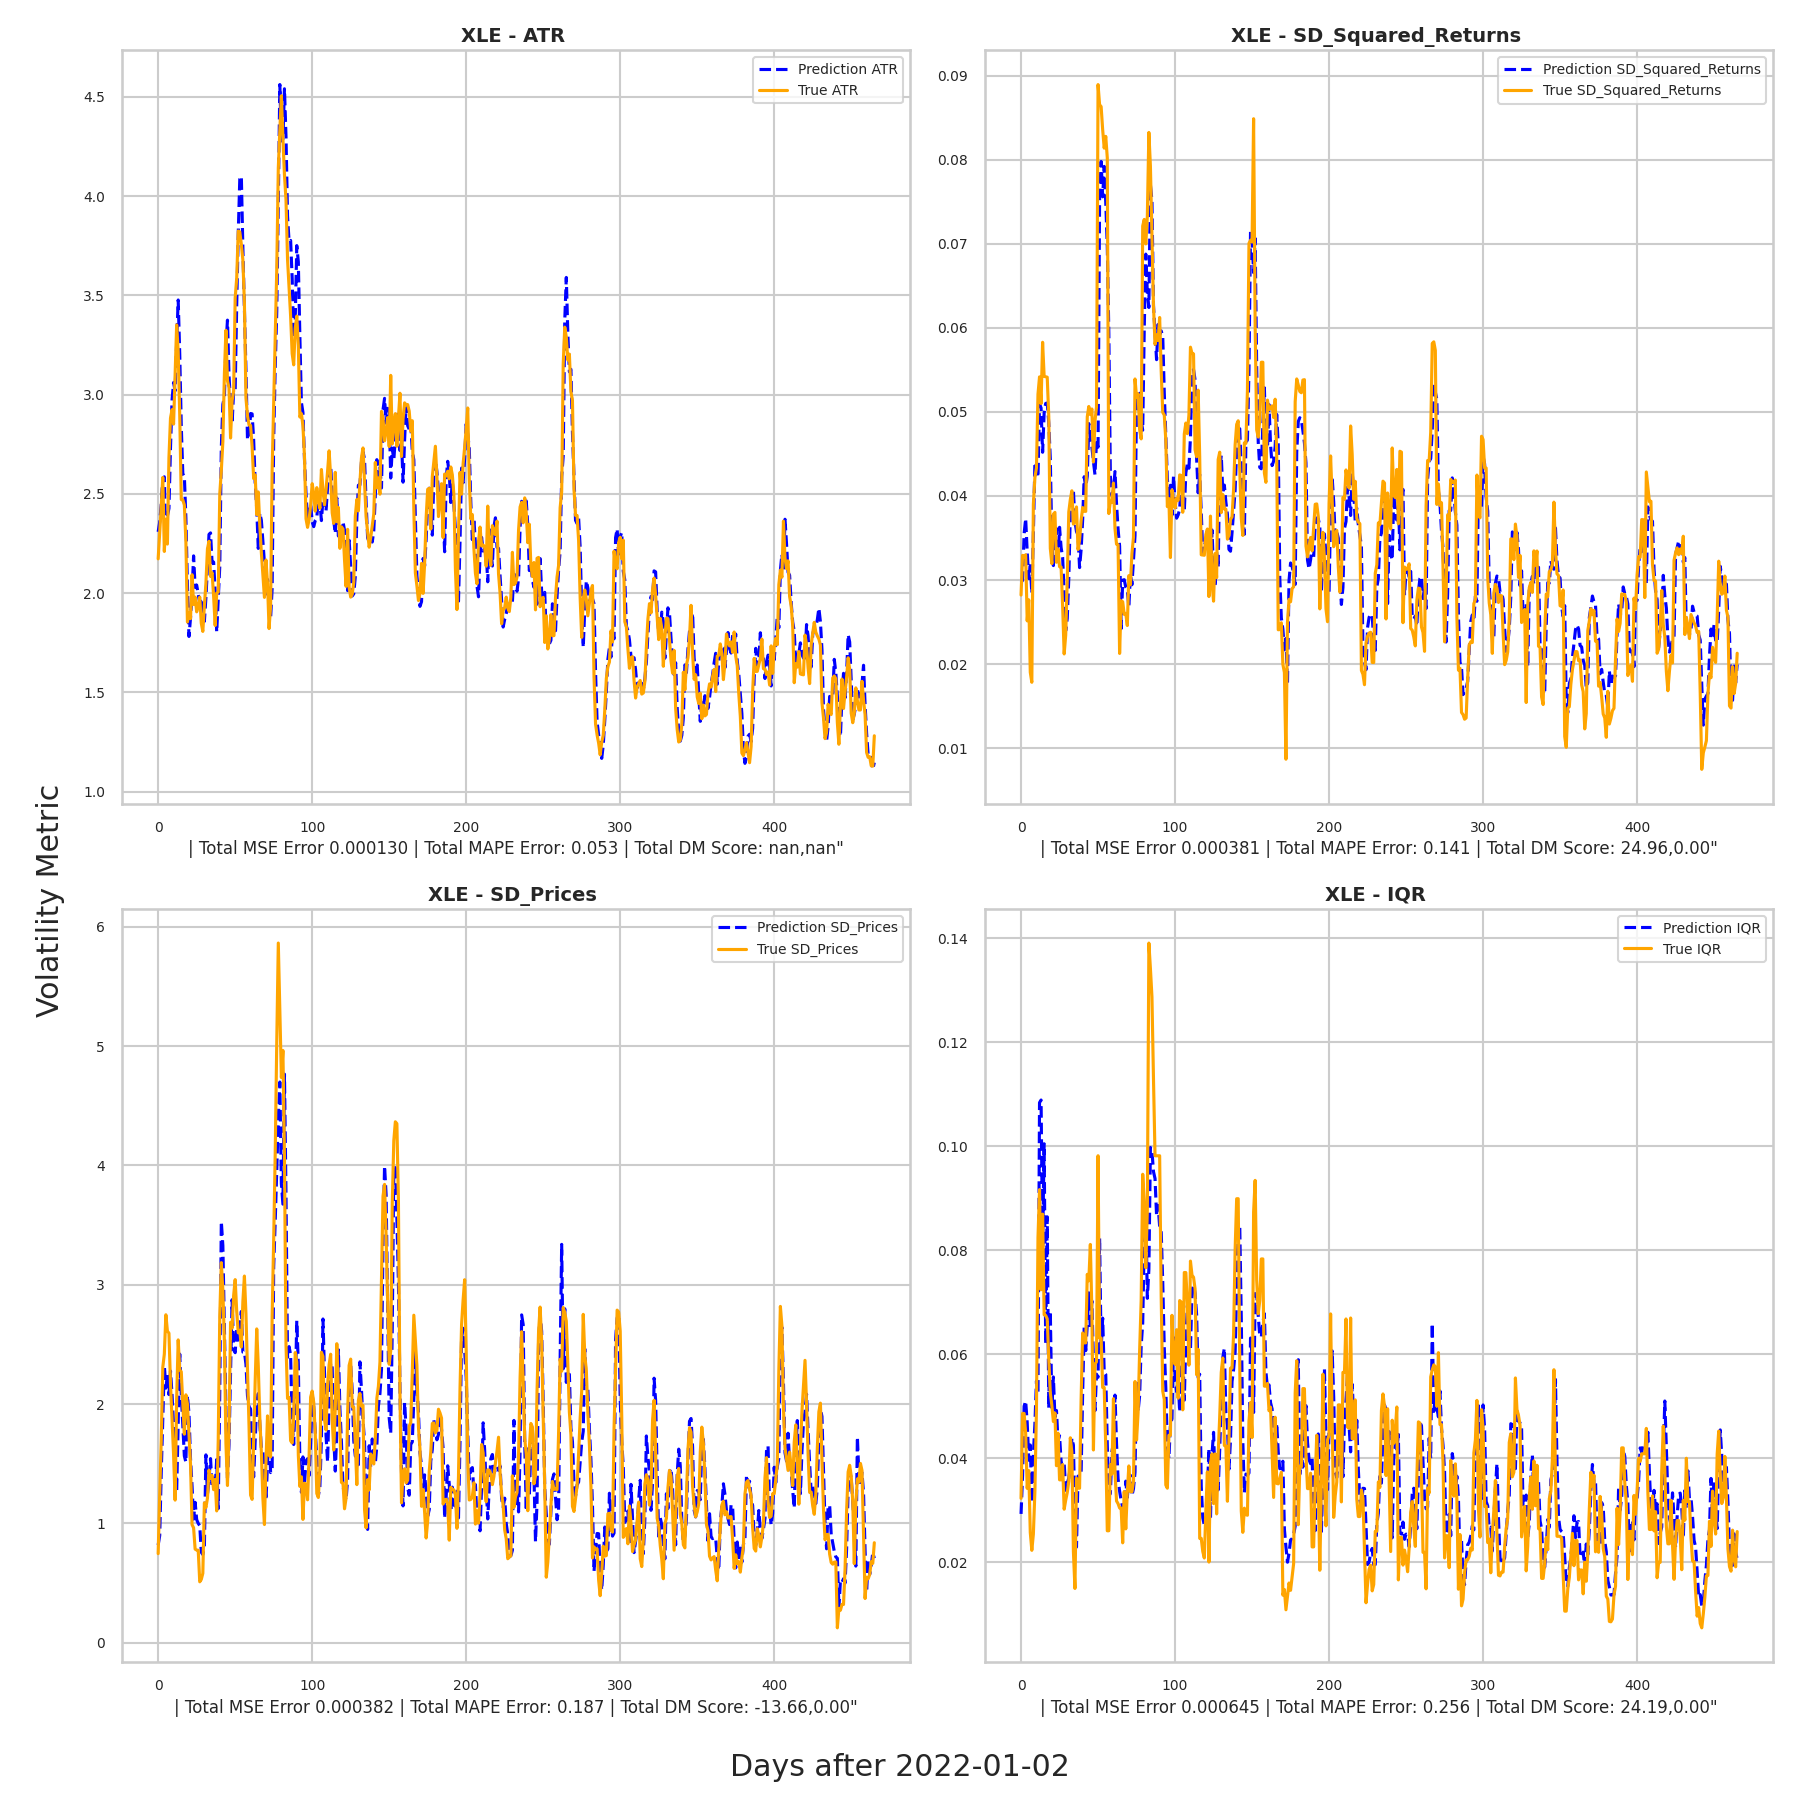 XLE - ATR
Prediction ATR
True ATR
4.5
4.0
3.5
3.0
2.5
2.0
1.5
1.0
0 100 200 300 400
| Total MSE Error 0.000130 | Total MAPE Error: 0.053 | Total DM Score: nan,nan"
XLE - SD_Squared_Returns
Prediction SD_Squared_Returns
True SD_Squared_Returns
0.09
0.08
0.07
0.06
0.05
0.04
0.03
0.02
0.01
0 100 200 300 400
| Total MSE Error 0.000381 | Total MAPE Error: 0.141 | Total DM Score: 24.96,0.00"
Volatility Metric
XLE - SD_Prices
Prediction SD_Prices
True SD_Prices
6
5
4
3
2
1
0
0 100 200 300 400
| Total MSE Error 0.000382 | Total MAPE Error: 0.187 | Total DM Score: -13.66,0.00"
XLE - IQR
Prediction IQR
True IQR
0.14
0.12
0.10
0.08
0.06
0.04
0.02
0 100 200 300 400
| Total MSE Error 0.000645 | Total MAPE Error: 0.256 | Total DM Score: 24.19,0.00"
Days after 2022-01-02